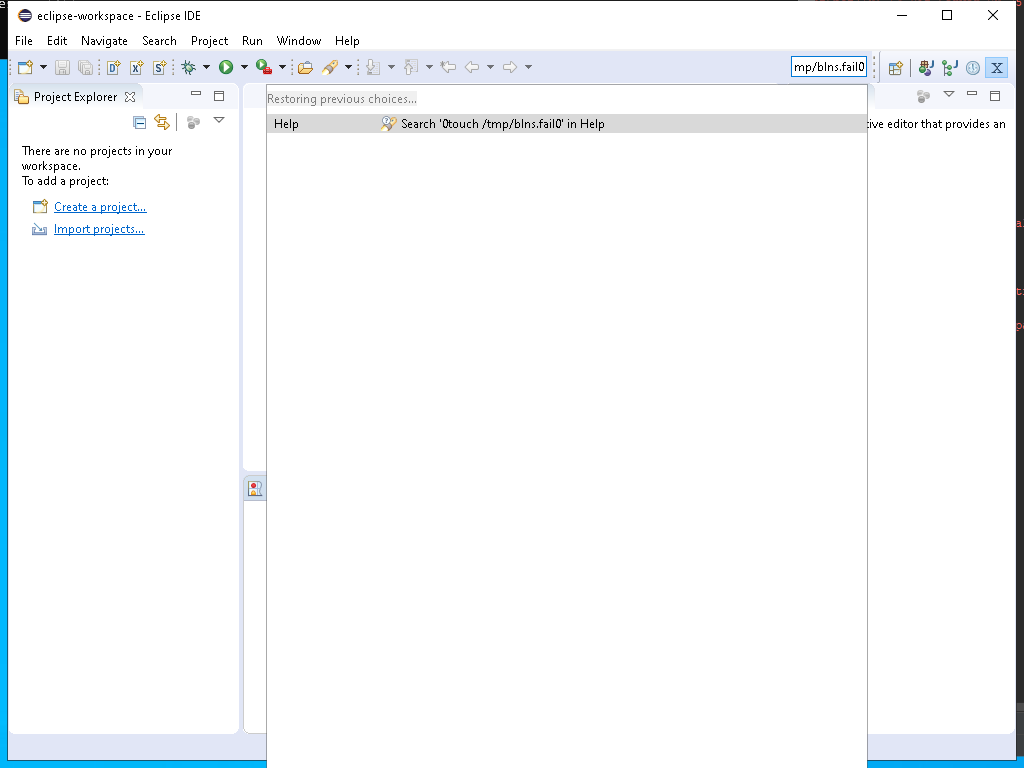 eclipse-workspace - Eclipse IDE
File Edit Navigate Search Project Run Window Help
mp/blns.fail0
Project Explorer
Restoring previous choices...
Help Search '0touch /tmp/blns.fail0' in Help
tive editor that provides an
There are no projects in your
workspace.
To add a project:
Create a project...
Import projects...